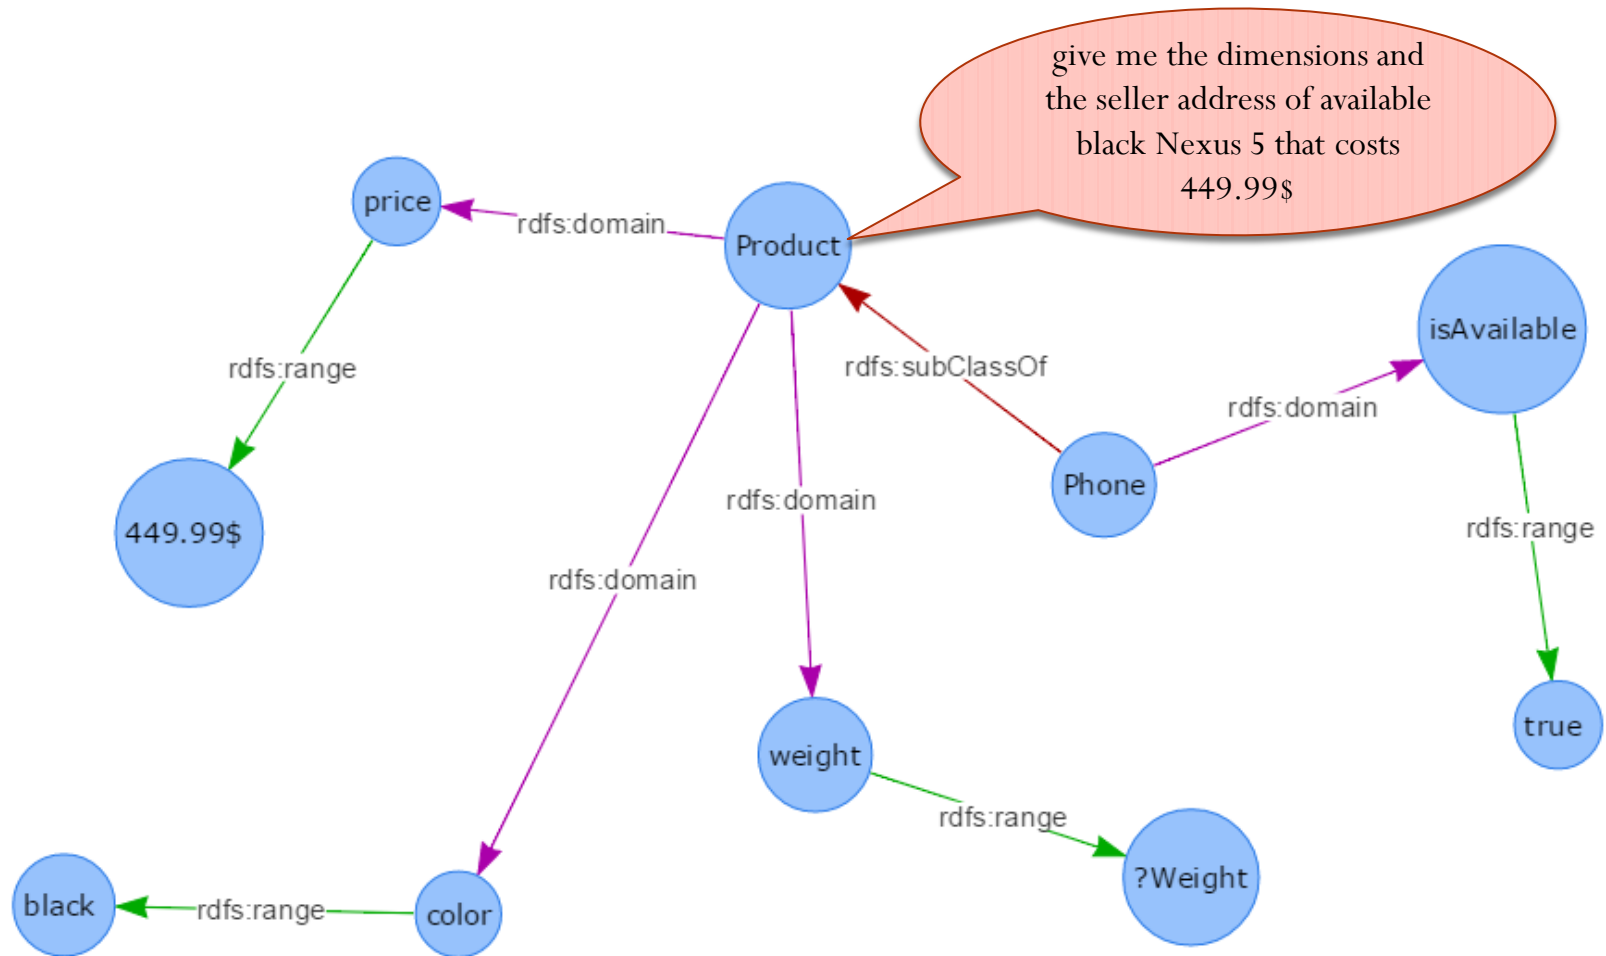 give me the dimensions and
the seller address of available
black Nexus 5 that costs
449.99$
price
rdfs:domain
Product
isAvailable
rdfs:range
rdfs:subClassOf
rdfs:domain
Phone
rdfs:domain
449.99$
rdfs:range
rdfs:domain
true
weight
rdfs:range
?Weight
black
rdfs:range
color